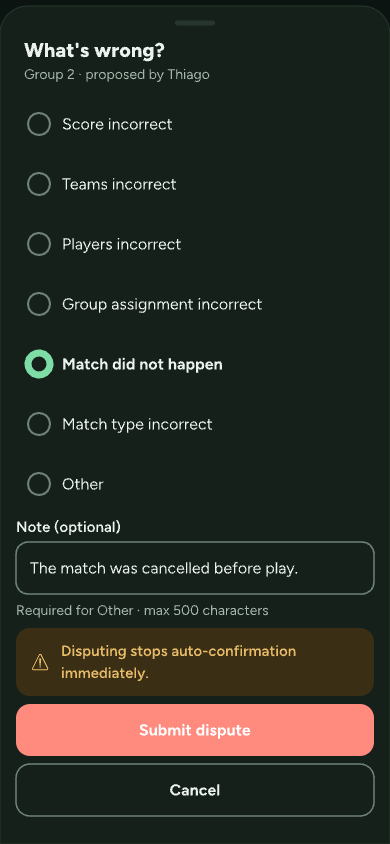 What's wrong?
Group 2 · proposed by Thiago
Score incorrect
Teams incorrect
Players incorrect
Group assignment incorrect
Match did not happen
Match type incorrect
Other
Note (optional)
The match was cancelled before play.
Required for Other · max 500 characters
Disputing stops auto-confirmation
immediately.
Submit dispute
Cancel